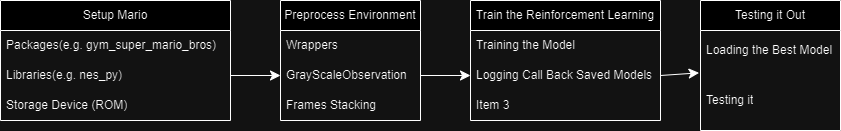 Setup Mario
Packages(e.g. gym_super_mario_bros)
Libraries(e.g. nes_py)
Storage Device (ROM)
Preprocess Environment
Wrappers
GrayScaleObservation
Frames Stacking
Train the Reinforcement Learning
Training the Model
Logging Call Back Saved Models
Item 3
Testing it Out
Loading the Best Model
Testing it